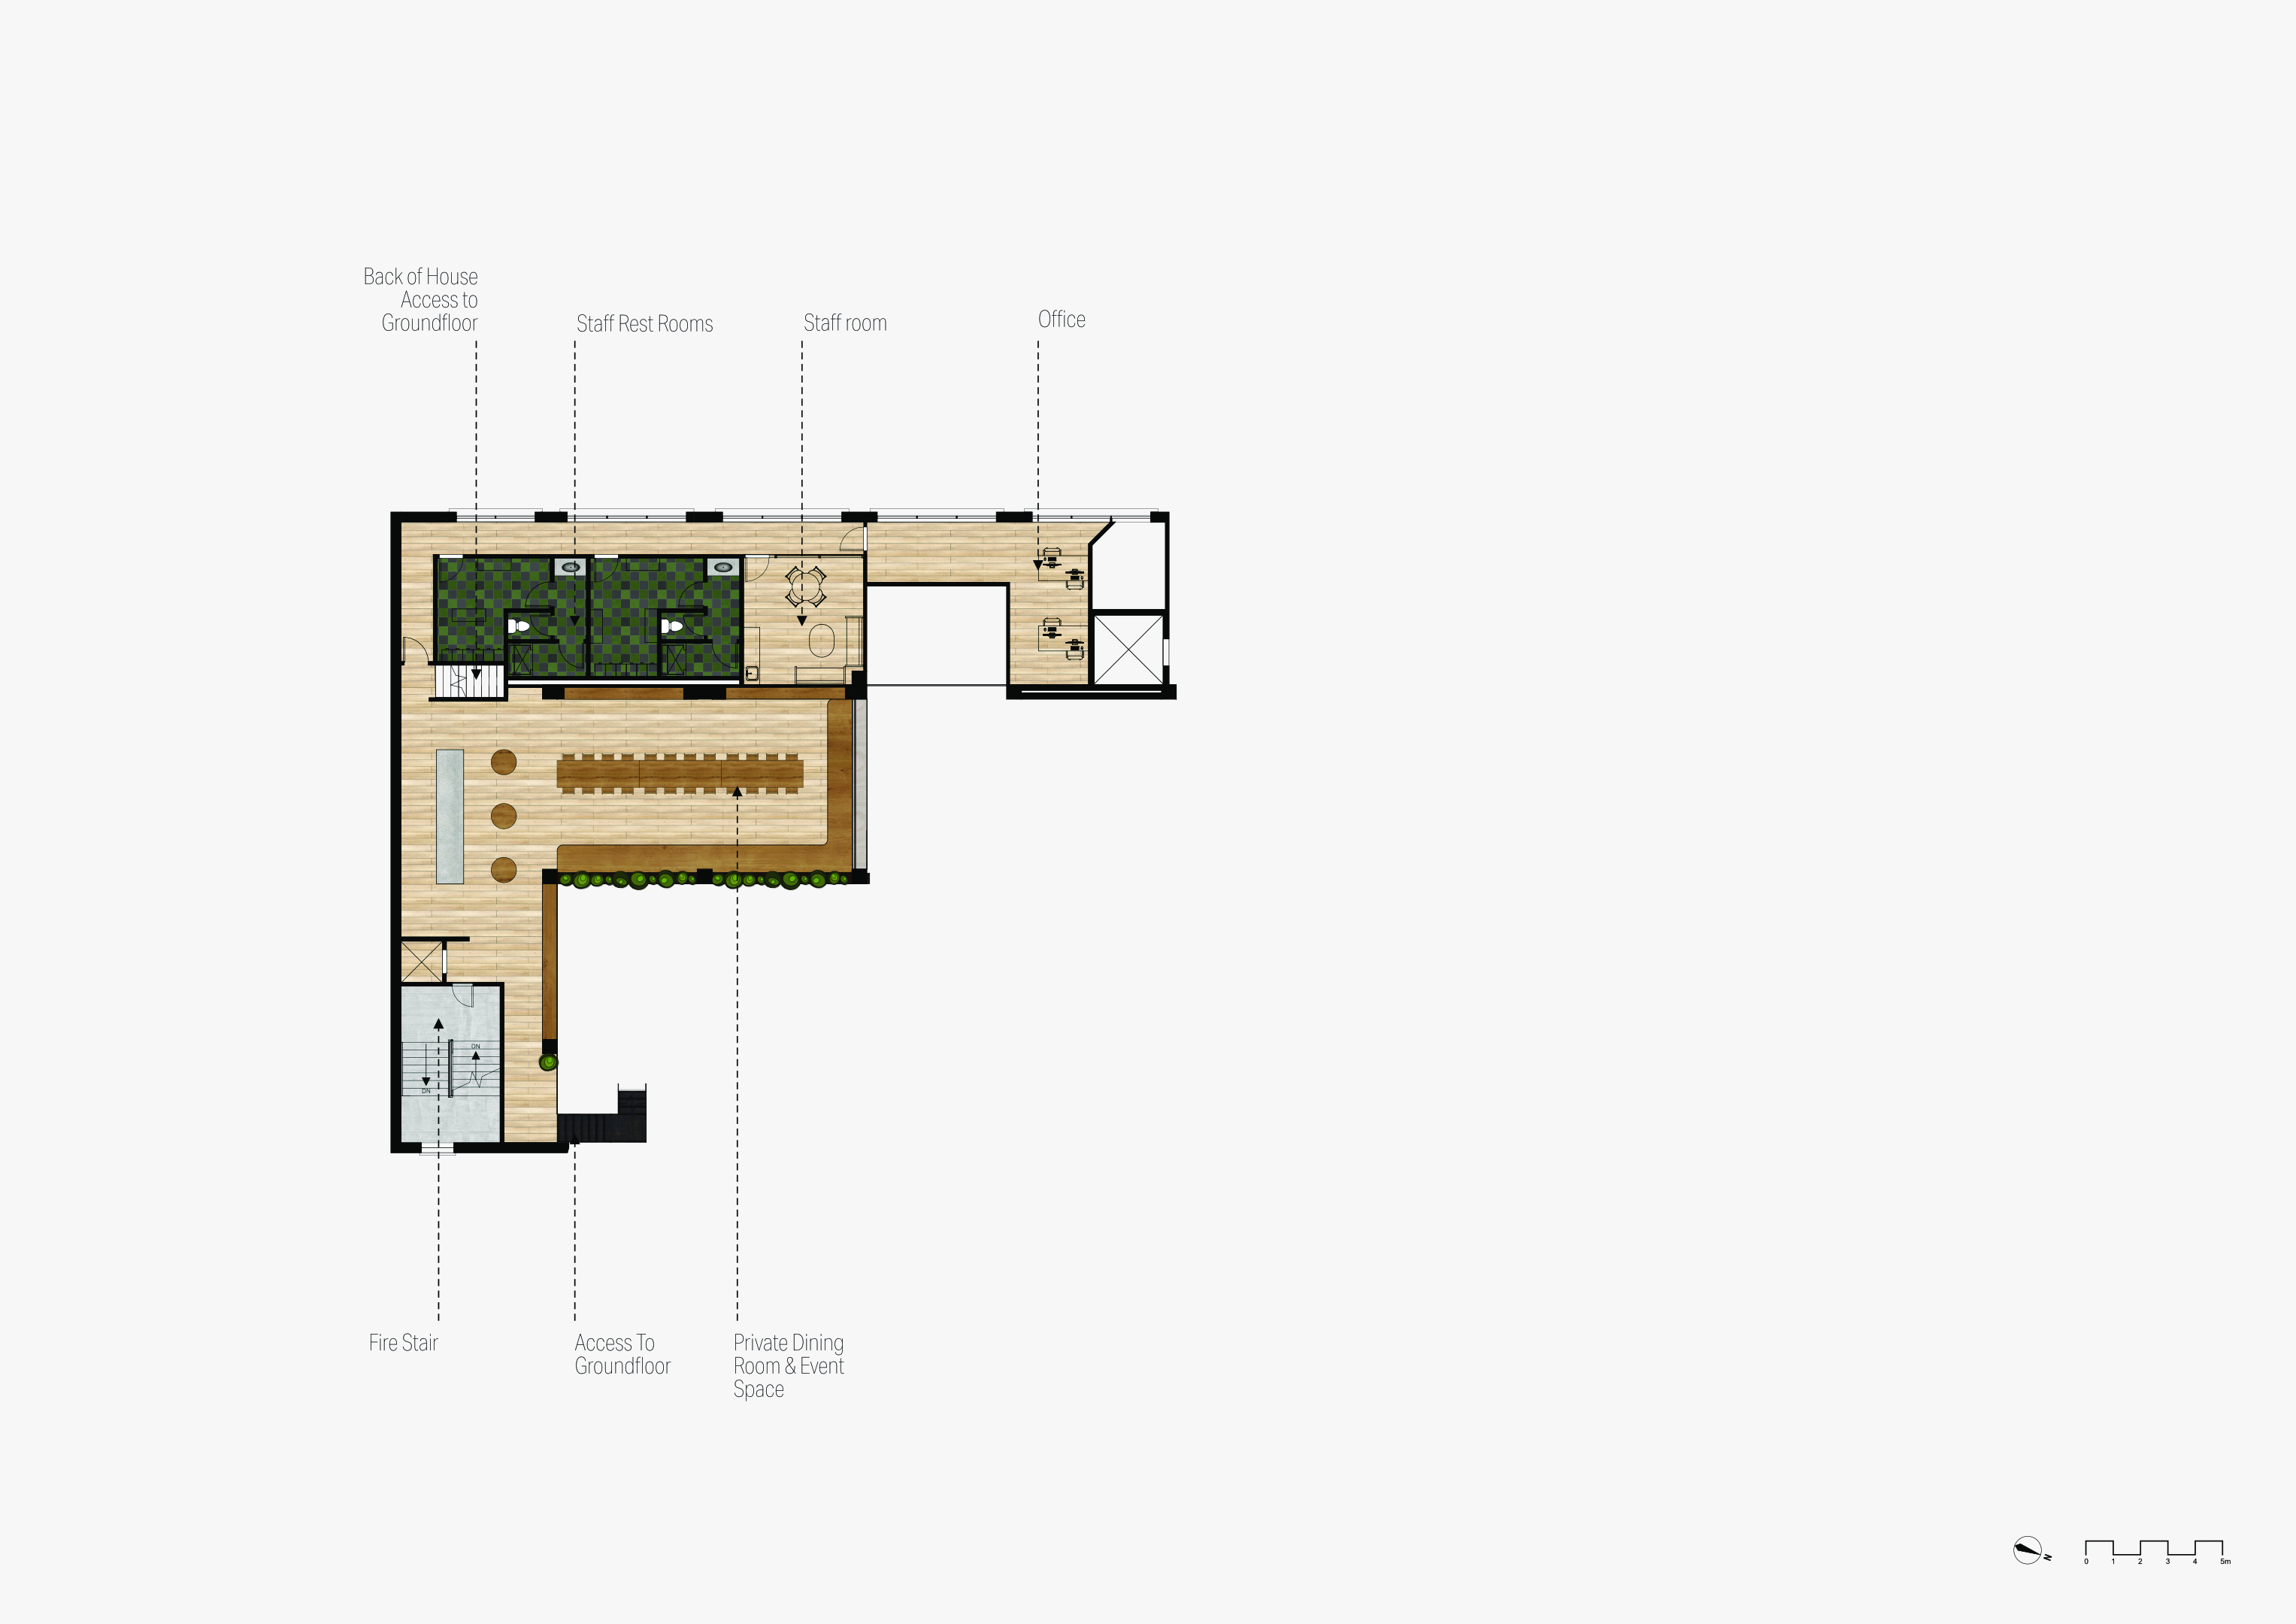 Back of House
Access to
Groundfloor
Staff Rest Rooms
Staff room
Office
DN
DN
Fire Stair
Access To
Groundfloor
Private Dining
Room & Event
Space
N
0 1 2 3 4 5m